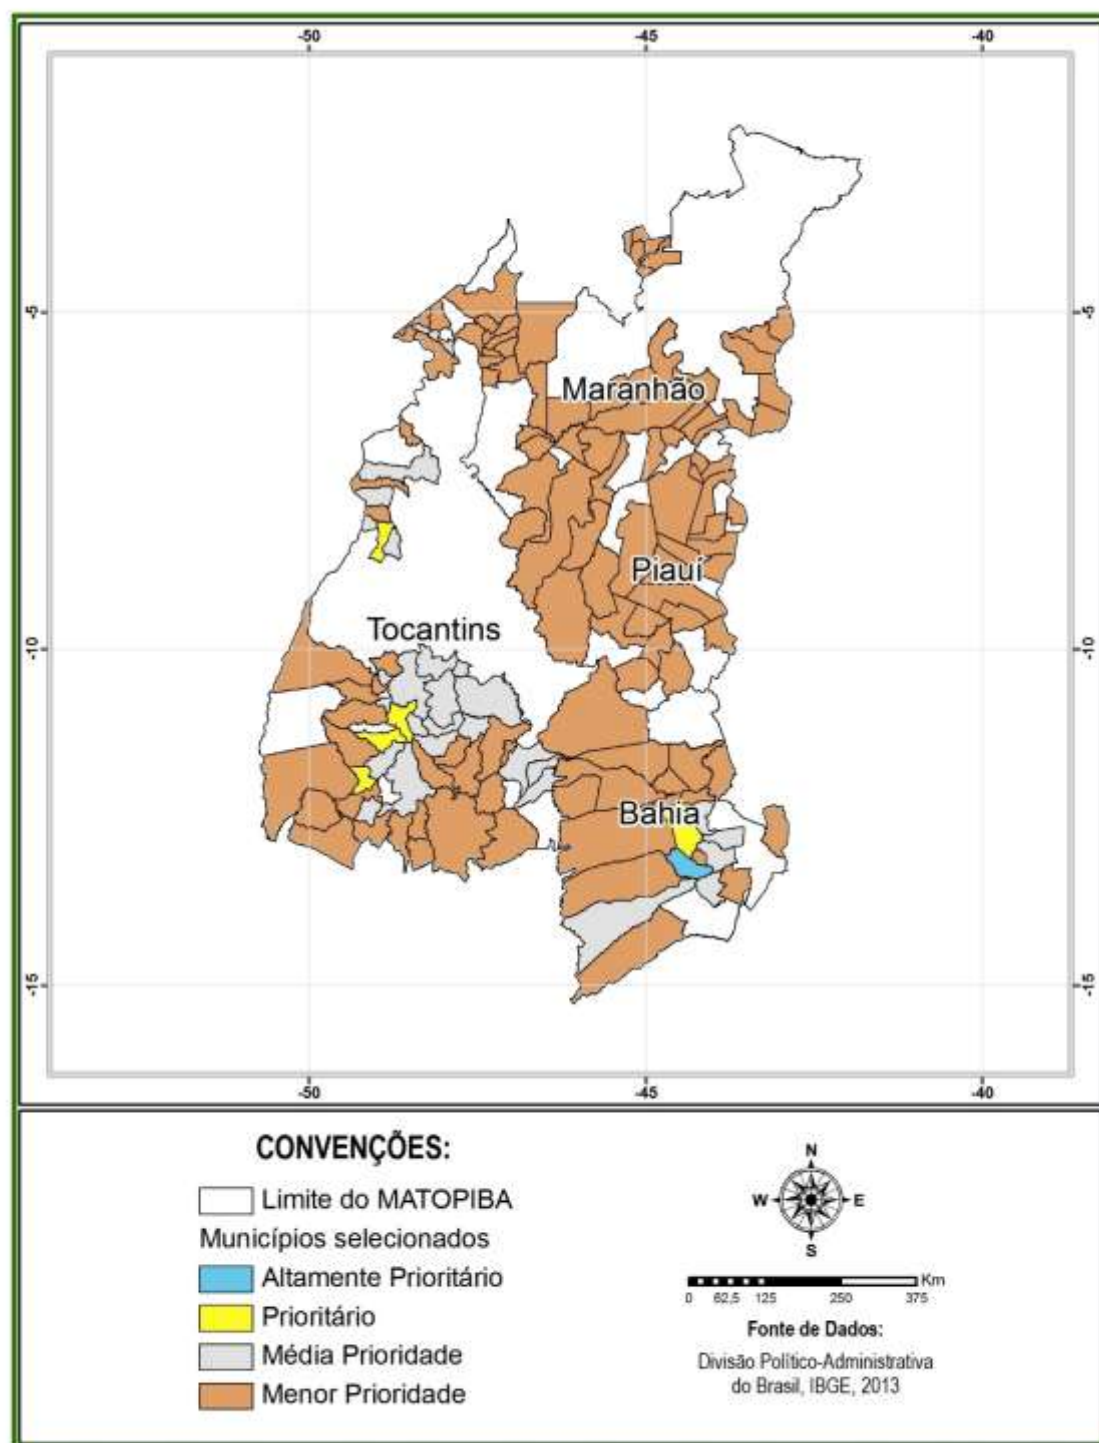 -50 -45 -40
-5 -5
Maranhão
Piauí
Tocantins
-10 -10
Bahia
-15 -15
-50 -45 -40
CONVENÇÕES:
Limite do MATOPIBA
Municípios selecionados
Altamente Prioritário
Prioritário
Média Prioridade
Menor Prioridade
N
W E
S
Km
0 62,5 125 250 375
Fonte de Dados:
Divisão Político-Administrativa
do Brasil, IBGE, 2013